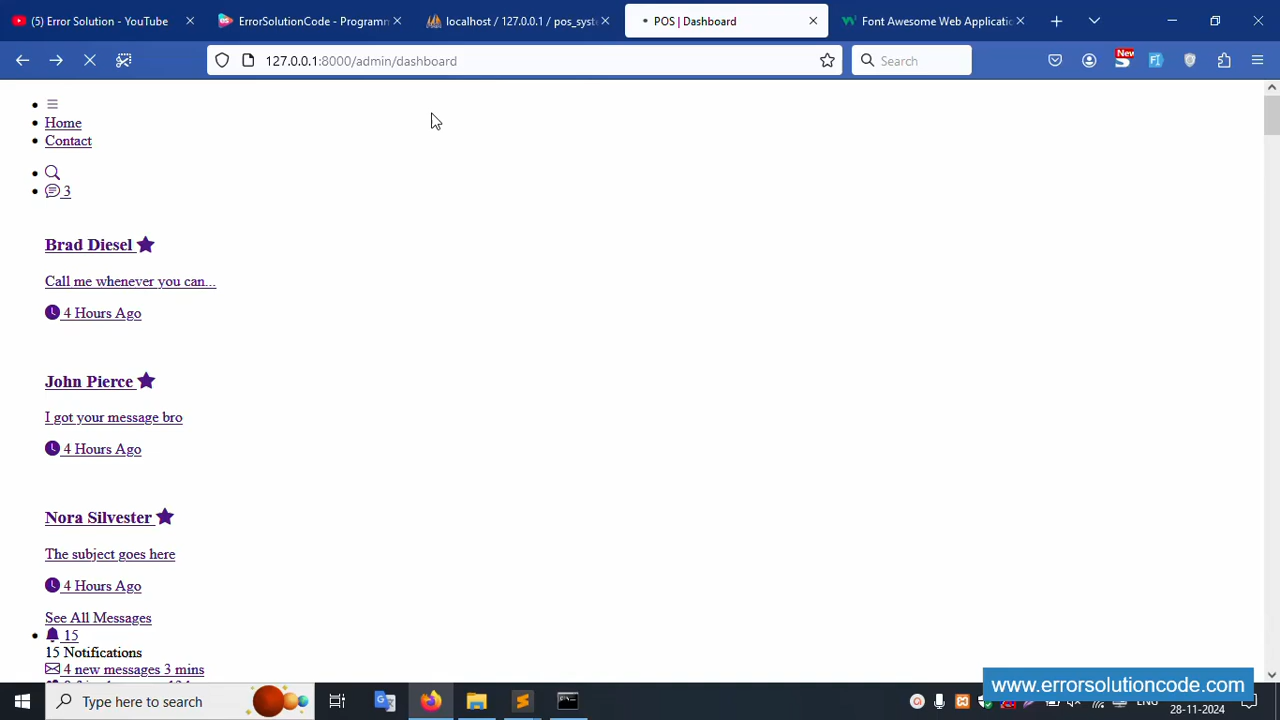 (5) Error Solution - YouTube
ErrorSolutionCode - Programm
localhost / 127.0.0.1 / pos_syst
POS | Dashboard
Font Awesome Web Applicatio
127.0.0.1:8000/admin/dashboard
Search
New
Home
Contact
3
Brad Diesel
Call me whenever you can...
4 Hours Ago
John Pierce
I got your message bro
4 Hours Ago
Nora Silvester
The subject goes here
4 Hours Ago
See All Messages
15
15 Notifications
4 new messages 3 mins
www.errorsolutioncode.com
Type here to search
ENG
28-11-2024